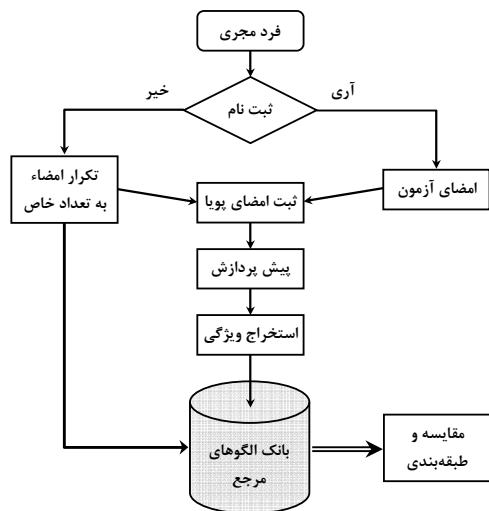 فرد مجری
ثبت نام
آری
خیر
امضای آزمون
تکرار امضاء
به تعداد خاص
ثبت امضای پویا
پیش پردازش
استخراج ویژگی
بانک الگوهای
مرجع
مقایسه و
طبقه‌بندی